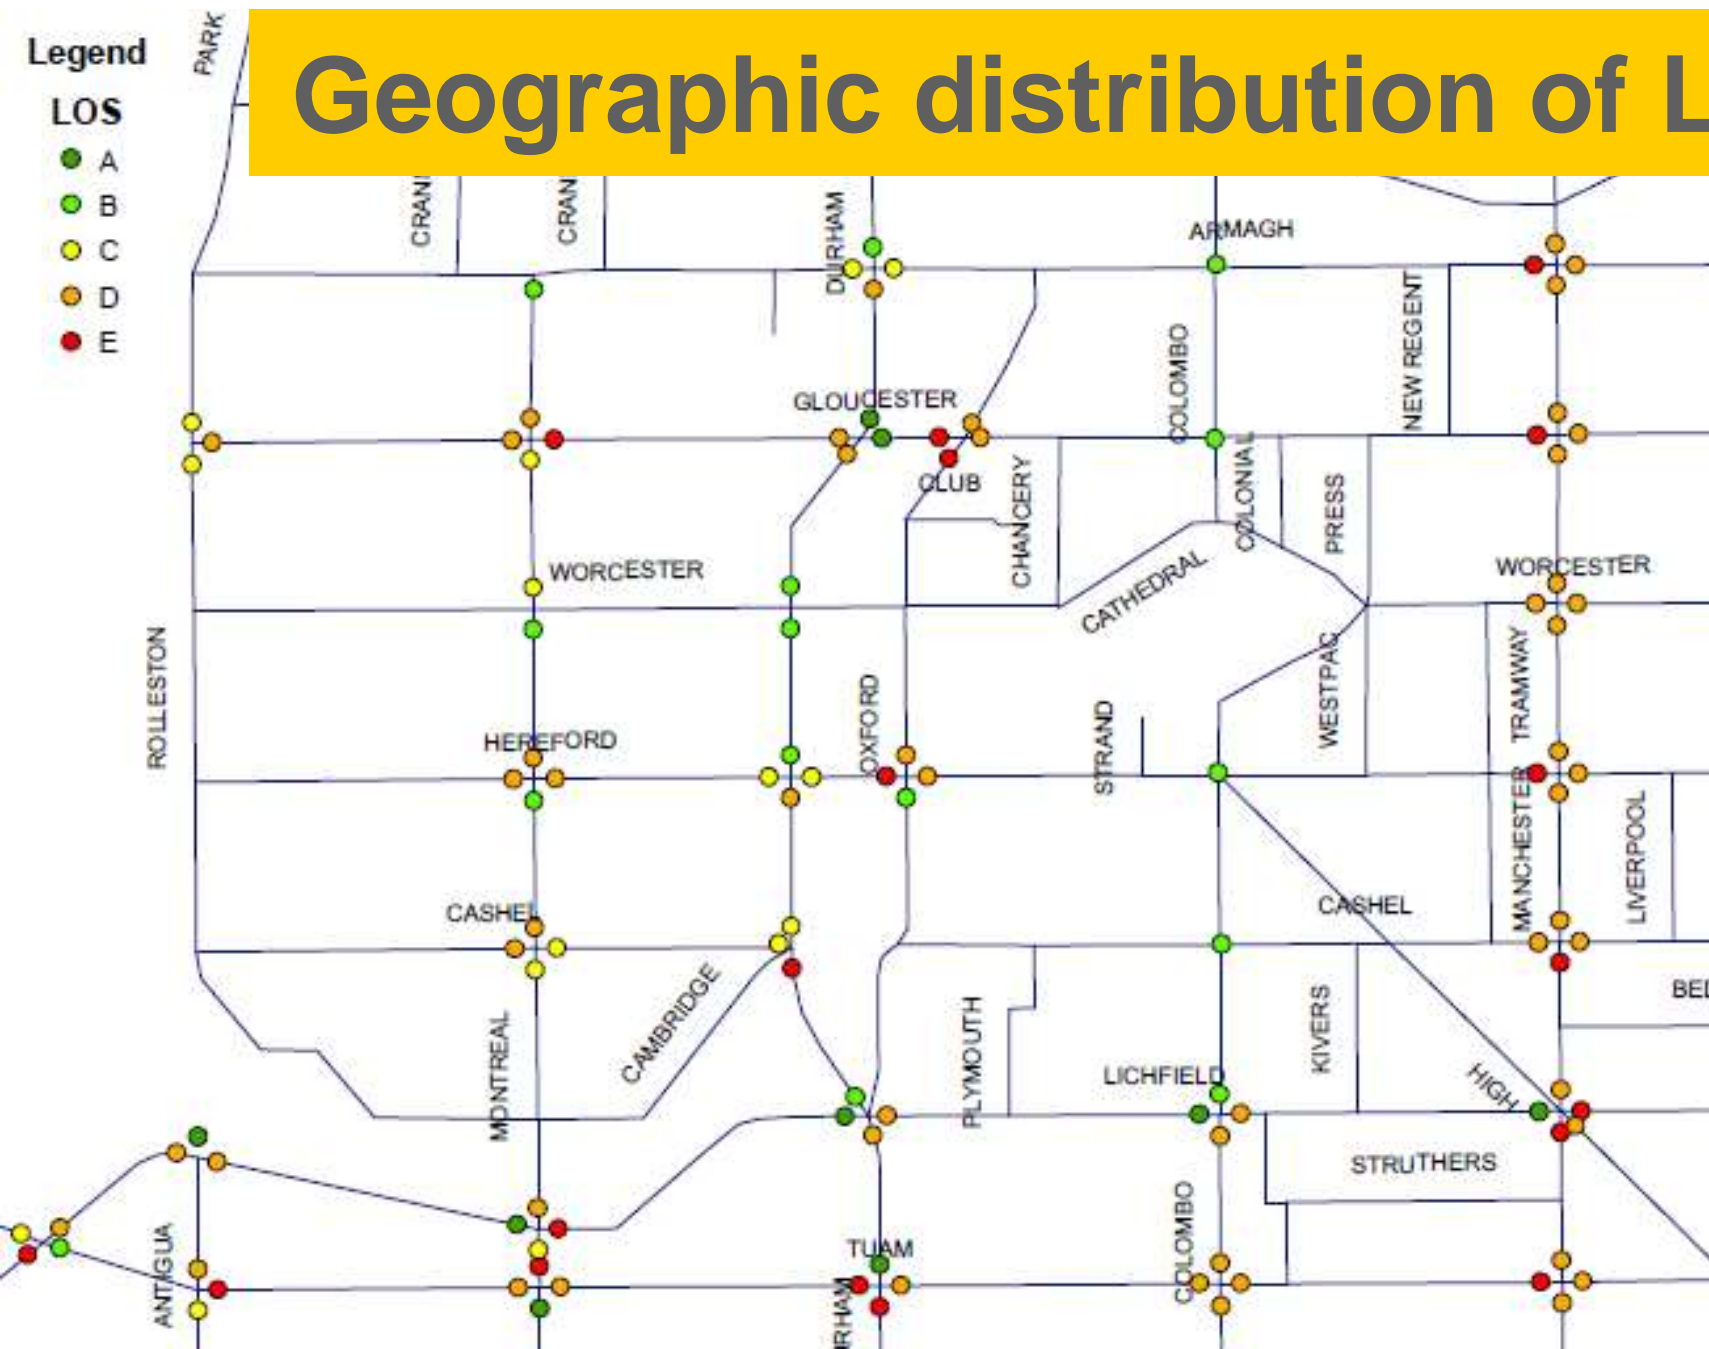 Legend
LOS
A
B
C
D
E
PARK
Geographic distribution of L
CRAN
CRAN
DURHAM
ARMAGH
NEW REGENT
COLOMBO
GLOUCESTER
CLUB
CHANCERY
COLONIAL
PRESS
WORCESTER
CATHEDRAL
WORCESTER
ROLLESTON
HEREFORD
OXFORD
STRAND
WESTPAC
TRAMWAY
MANCHESTER
LIVERPOOL
CASHEL
CASHEL
CAMBRIDGE
MONTREAL
PLYMOUTH
LICHFIELD
KIVERS
HIGH
BED
STRUTHERS
ANTIGUA
TUAM
COLOMBO
RHAM